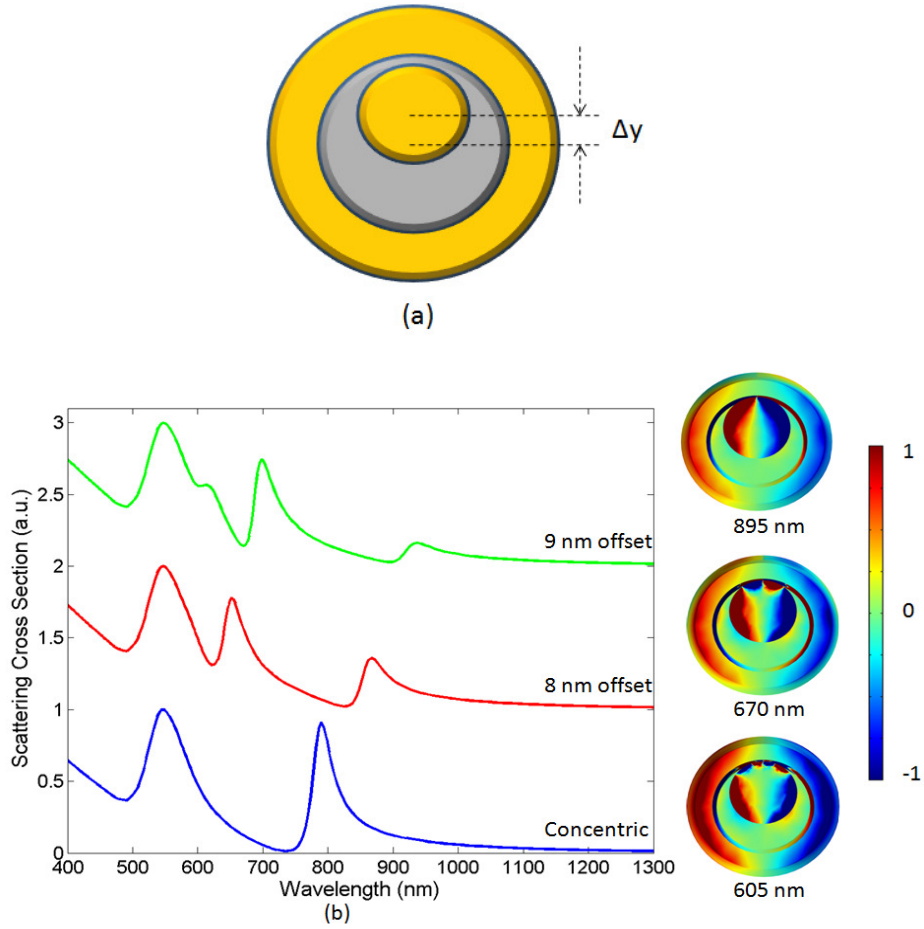 Δy
(a)
3
2.5
2
1.5
1
0.5
0
Scattering Cross Section (a.u.)
9 nm offset
8 nm offset
Concentric
400 500 600 700 800 900 1000 1100 1200 1300
Wavelength (nm)
(b)
895 nm
670 nm
605 nm
1
0
-1